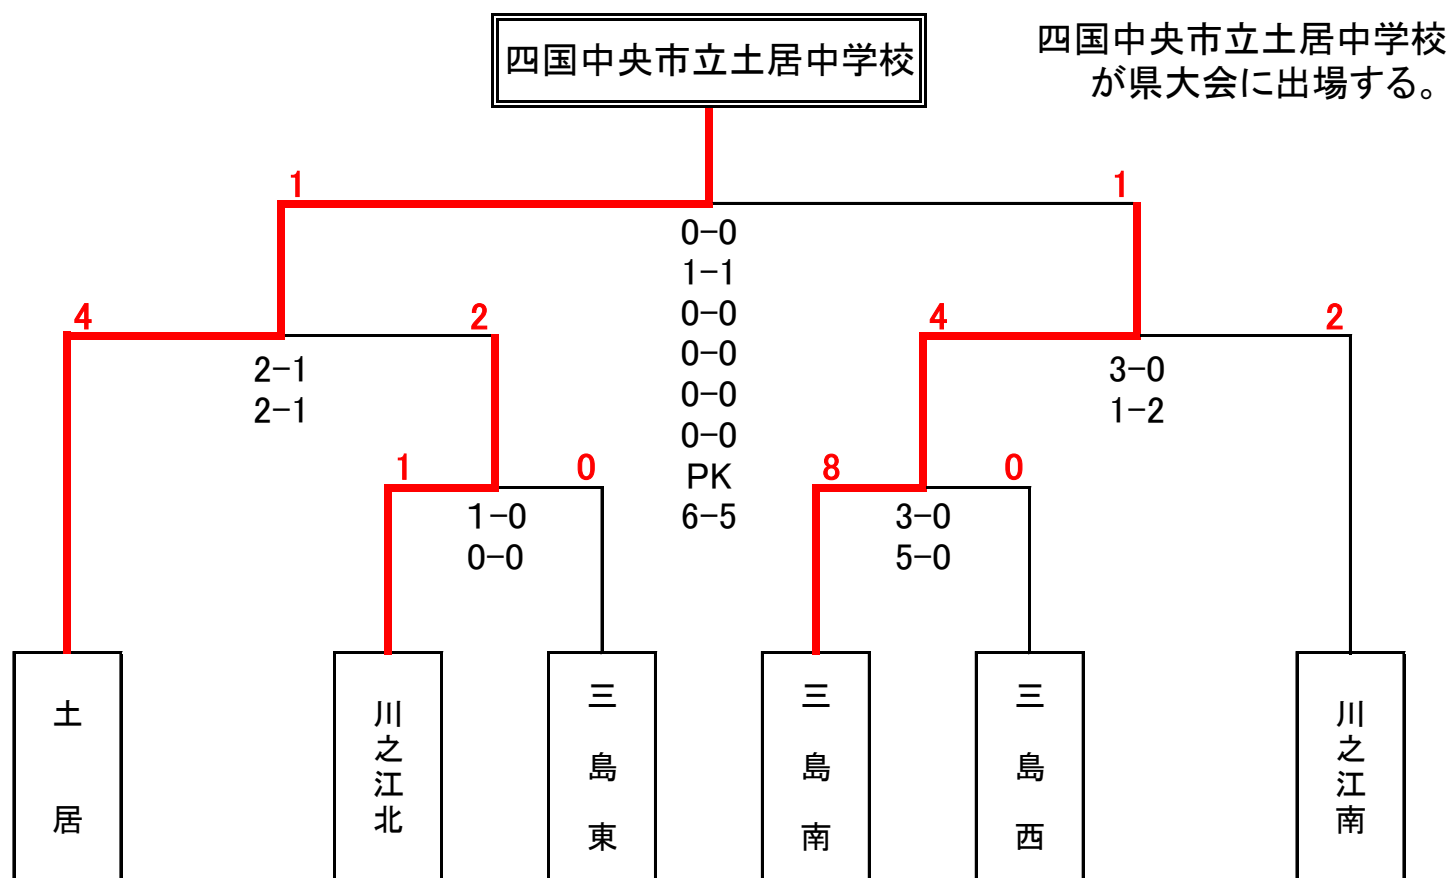 四国中央市立土居中学校
四国中央市立土居中学校
が県大会に出場する。
1
1
0-0
1-1
0-0
0-0
0-0
0-0
PK
6-5
4
2
2-1
2-1
4
2
3-0
1-2
1
0
1-0
0-0
8
0
3-0
5-0
土居
川之江北
三島東
三島南
三島西
川之江南